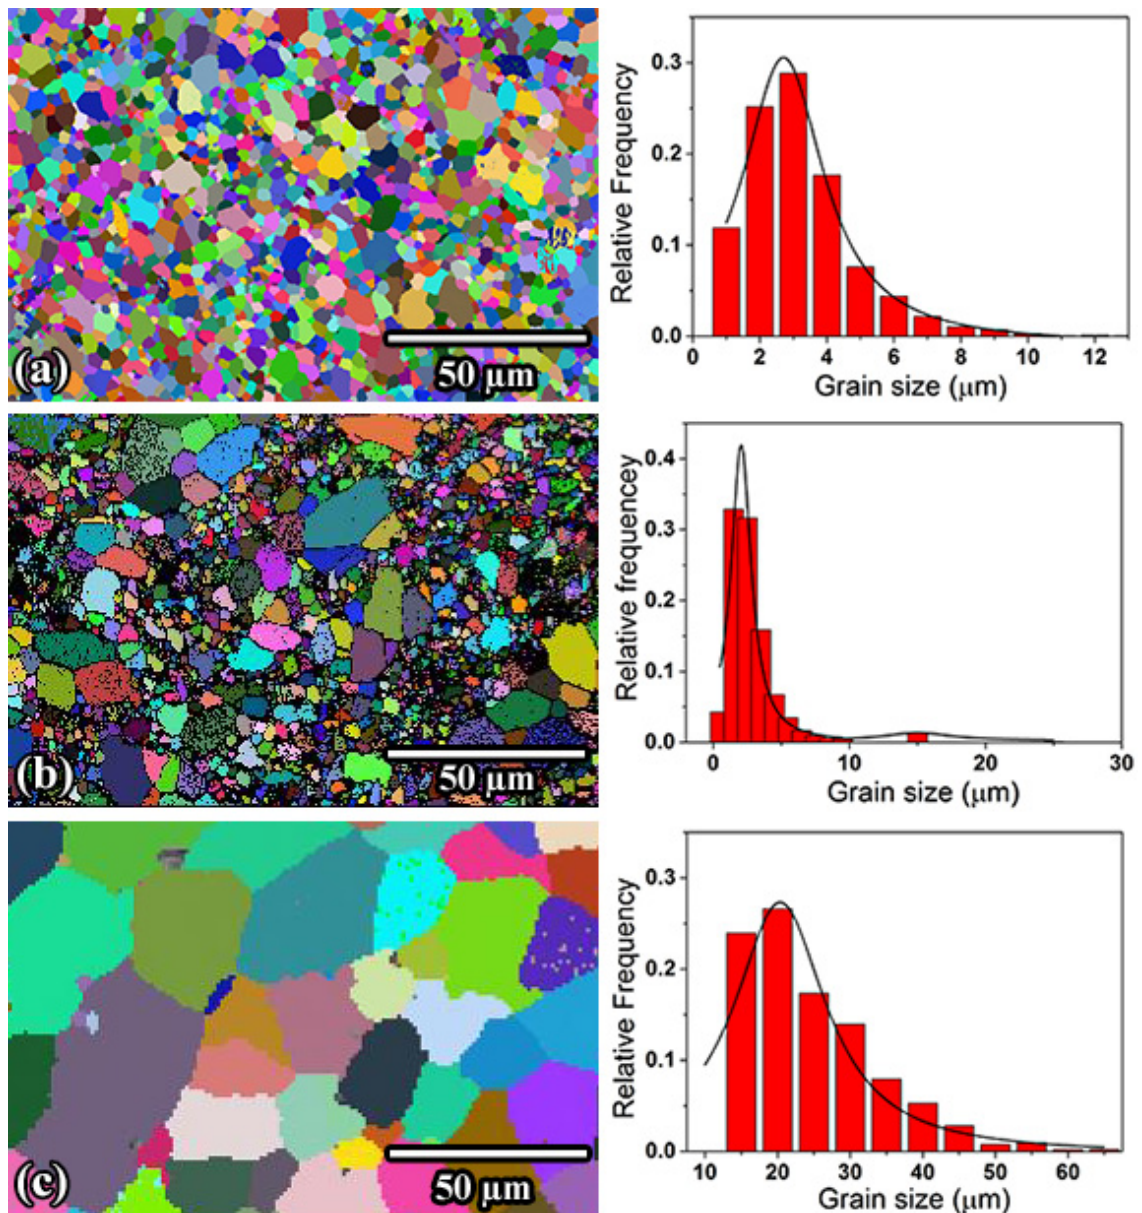 (a)
50 μm
0.3
0.2
0.1
0.0
Relative Frequency
2 4 6 8 10 12
Grain size (μm)
(b)
50 μm
0.4
0.3
0.2
0.1
0.0
Relative frequencey
0 10 20 30
Grain size (μm)
(c)
50 μm
0.3
0.2
0.1
0.0
Relative Frequency
10 20 30 40 50 60
Grain size (μm)